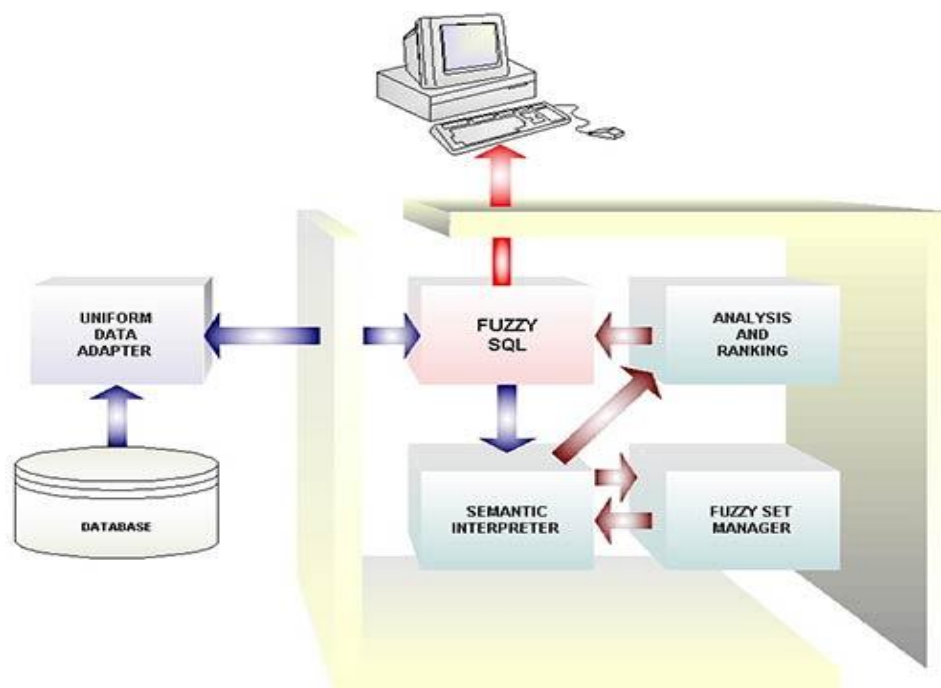 UNIFORM
DATA
ADAPTER
FUZZY
SQL
ANALYSIS
AND
RANKING
DATABASE
SEMANTIC
INTERPRETER
FUZZY SET
MANAGER